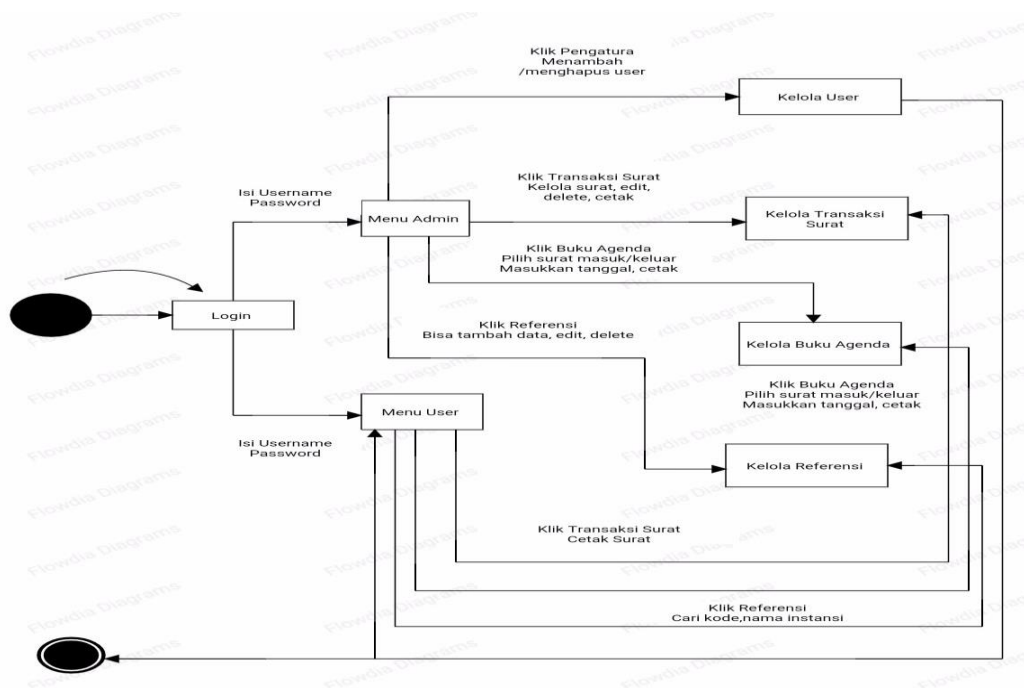 Klik Pengatura
Menambah
/menghapus user
Kelola User
Klik Transaksi Surat
Kelola surat, edit,
delete, cetak
Isi Username
Password
Menu Admin
Kelola Transaksi
Surat
Klik Buku Agenda
Pilih surat masuk/keluar
Masukkan tanggal, cetak
Login
Klik Referensi
Bisa tambah data, edit, delete
Kelola Buku Agenda
Klik Buku Agenda
Pilih surat masuk/keluar
Masukkan tanggal, cetak
Menu User
Isi Username
Password
Kelola Referensi
Klik Transaksi Surat
Cetak Surat
Klik Referensi
Cari kode,nama instansi
Flowdia Diagrams